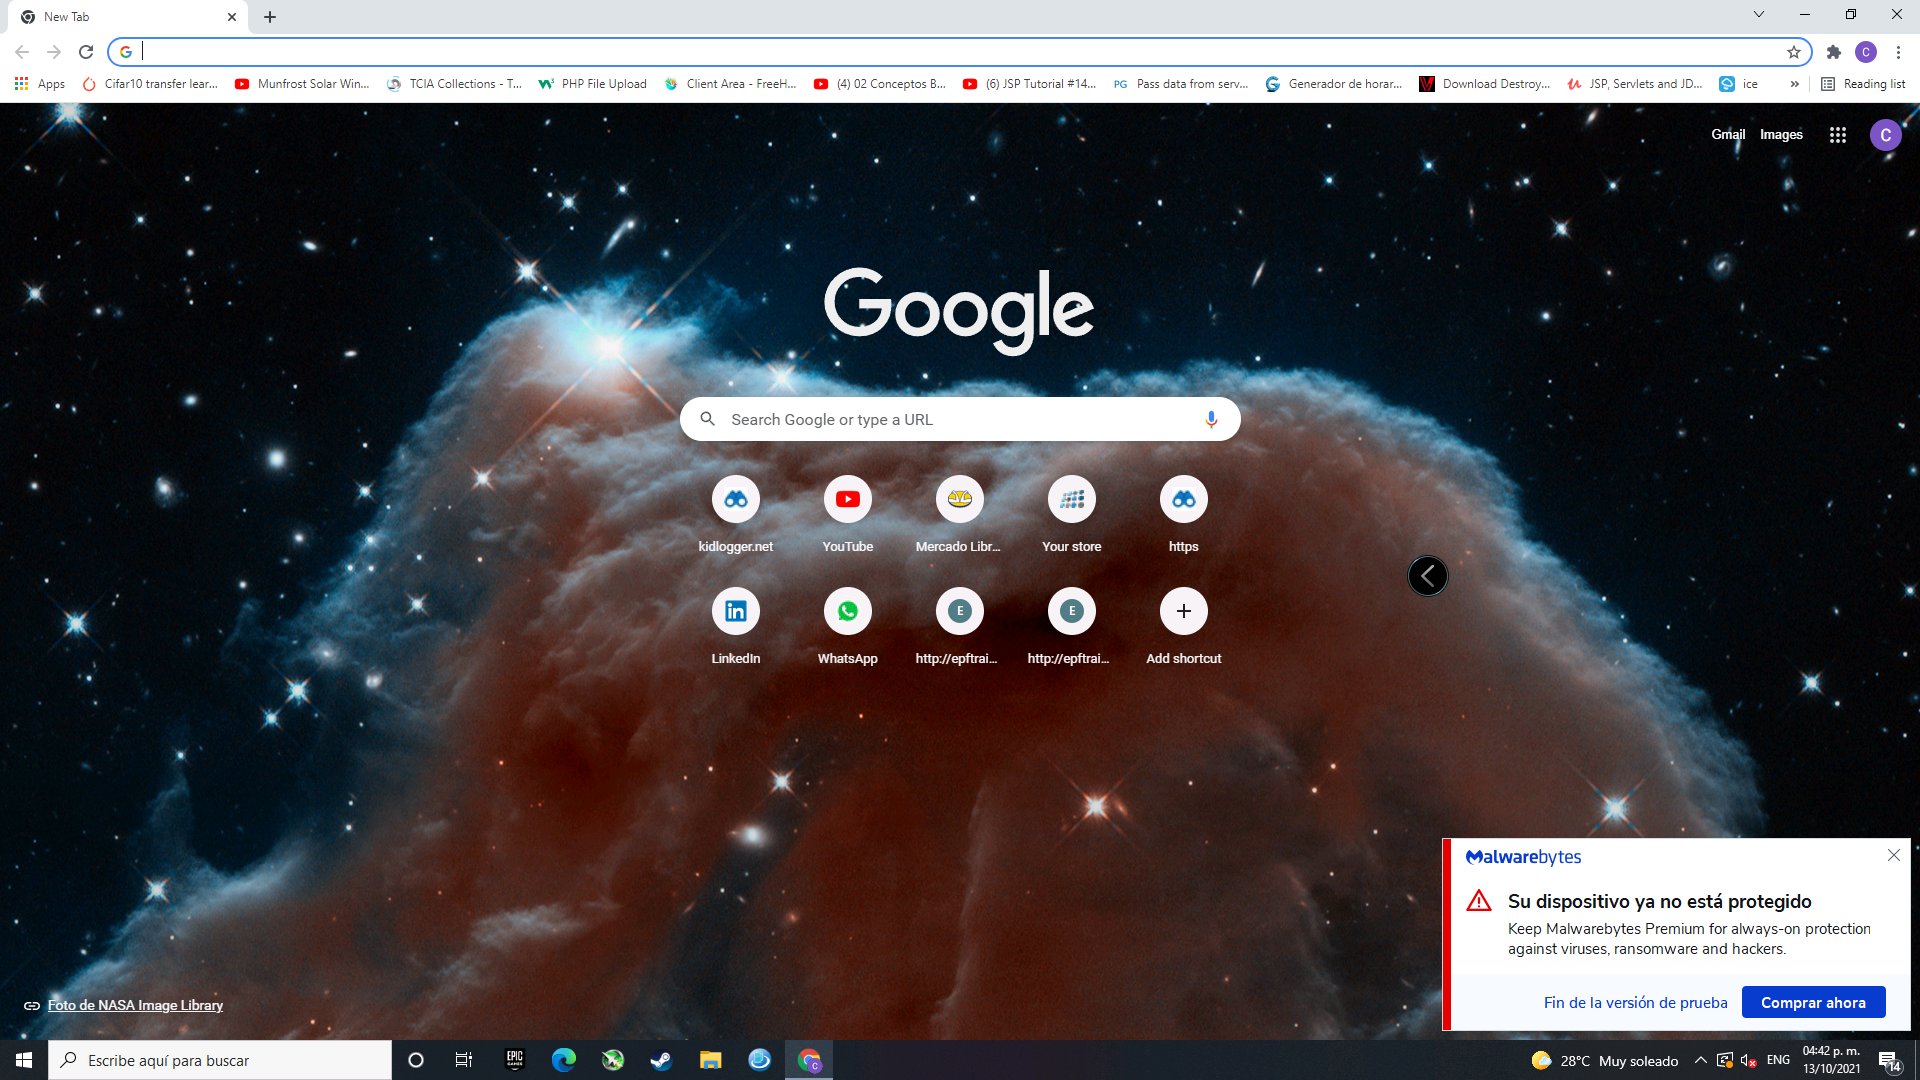 New Tab
Apps
Cifar10 transfer lear...
Munfrost Solar Win...
TCIA Collections - T...
PHP File Upload
Client Area - FreeH...
(4) 02 Conceptos B...
(6) JSP Tutorial #14...
PG Pass data from serv...
Generador de horar...
Download Destroy...
JSP, Servlets and JD...
ice
»
Reading list
C
Gmail
Images
C
Google
Search Google or type a URL
kidlogger.net
YouTube
Mercado Libr...
Your store
https
LinkedIn
WhatsApp
E
http://epftrai...
E
http://epftrai...
Add shortcut
Malwarebytes
Su dispositivo ya no está protegido
Keep Malwarebytes Premium for always-on protection
against viruses, ransomware and hackers.
Fin de la versión de prueba
Comprar ahora
Foto de NASA Image Library
Escribe aquí para buscar
EPIC GAMES
C
28°C Muy soleado
ENG
04:42 p. m.
13/10/2021
14